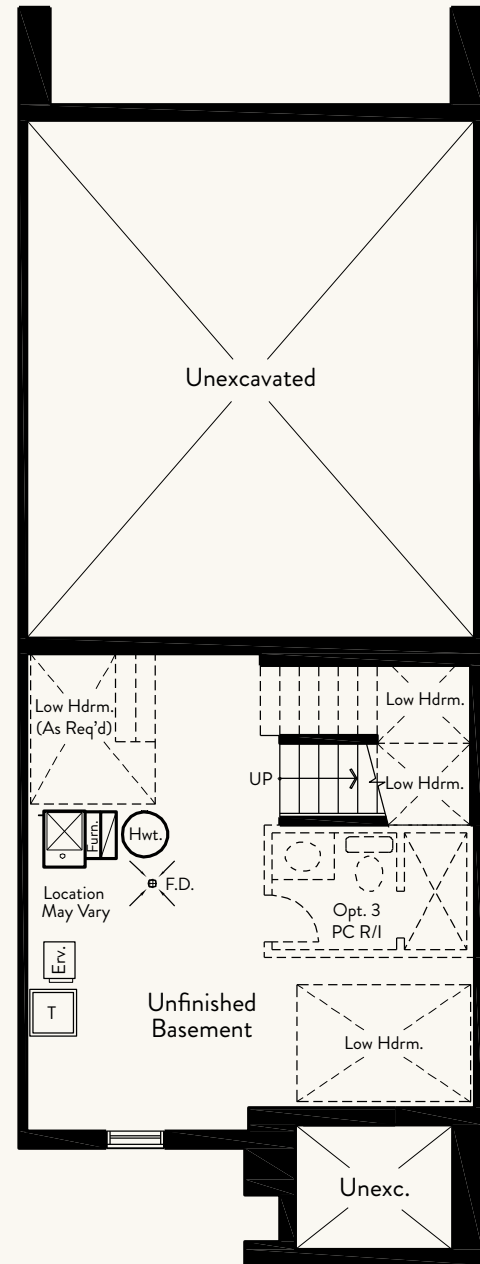 Unexcavated
Low Hdrm.
(As Req'd)
Low Hdrm.
UP
Low Hdrm.
Furn.
Hwt.
F.D.
Location
May Vary
Opt. 3
PC R/I
Erv.
T
Unfinished
Basement
Low Hdrm.
Unexc.